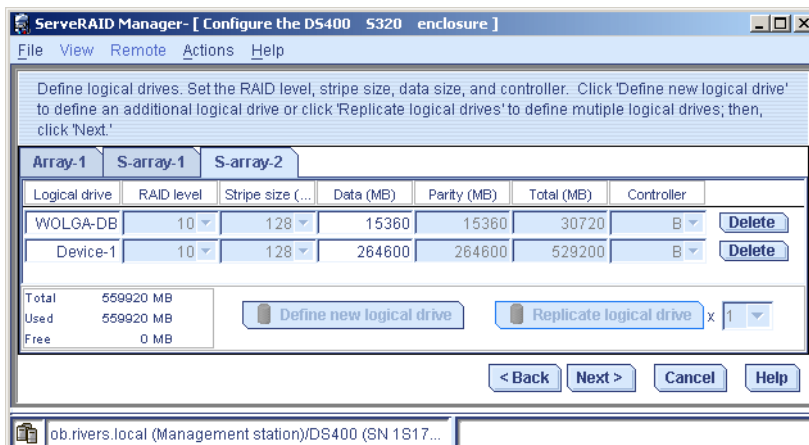 ServeRAID Manager- [ Configure the DS400 S320 enclosure ]
File View Remote Actions Help
Define logical drives. Set the RAID level, stripe size, data size, and controller. Click 'Define new logical drive'
to define an additional logical drive or click 'Replicate logical drives' to define mutiple logical drives; then,
click 'Next.'
Array-1 S-array-1 S-array-2
Logical drive RAID level Stripe size (... Data (MB) Parity (MB) Total (MB) Controller
WOLGA-DB 10 128 15360 15360 30720 B Delete
Device-1 10 128 264600 264600 529200 B Delete
Total 559920 MB
Used 559920 MB
Free 0 MB
Define new logical drive Replicate logical drive x 1
< Back Next > Cancel Help
ob.rivers.local (Management station)/DS400 (SN 1S17...